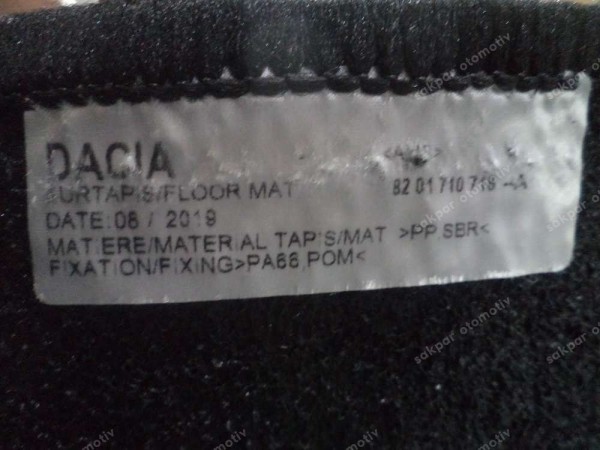 DACIA
SURTAPIS/FLOOR MAT 82 01 710 718 --A
DATE:08 / 2019
MATIERE/MATERIAL TAPIS/MAT >PP.SBR<
FIXATION/FIXING>PA66,POM<
sakpar otomotiv